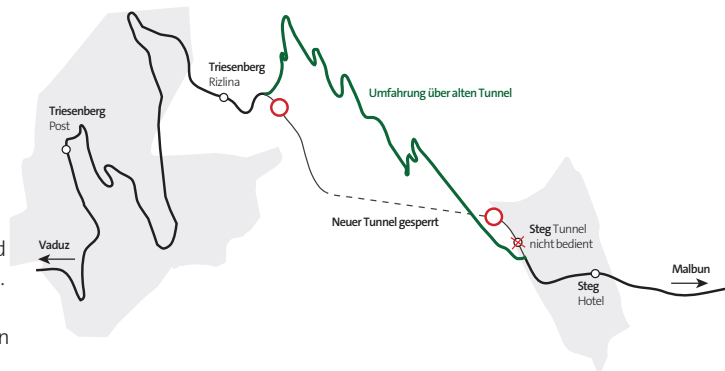 Triesenberg
Rizlina
Umfahrung über alten Tunnel
Triesenberg
Post
Neuer Tunnel gesperrt
Steg Tunnel
nicht bedient
Vaduz
d
.
Malbun
Steg
Hotel
n